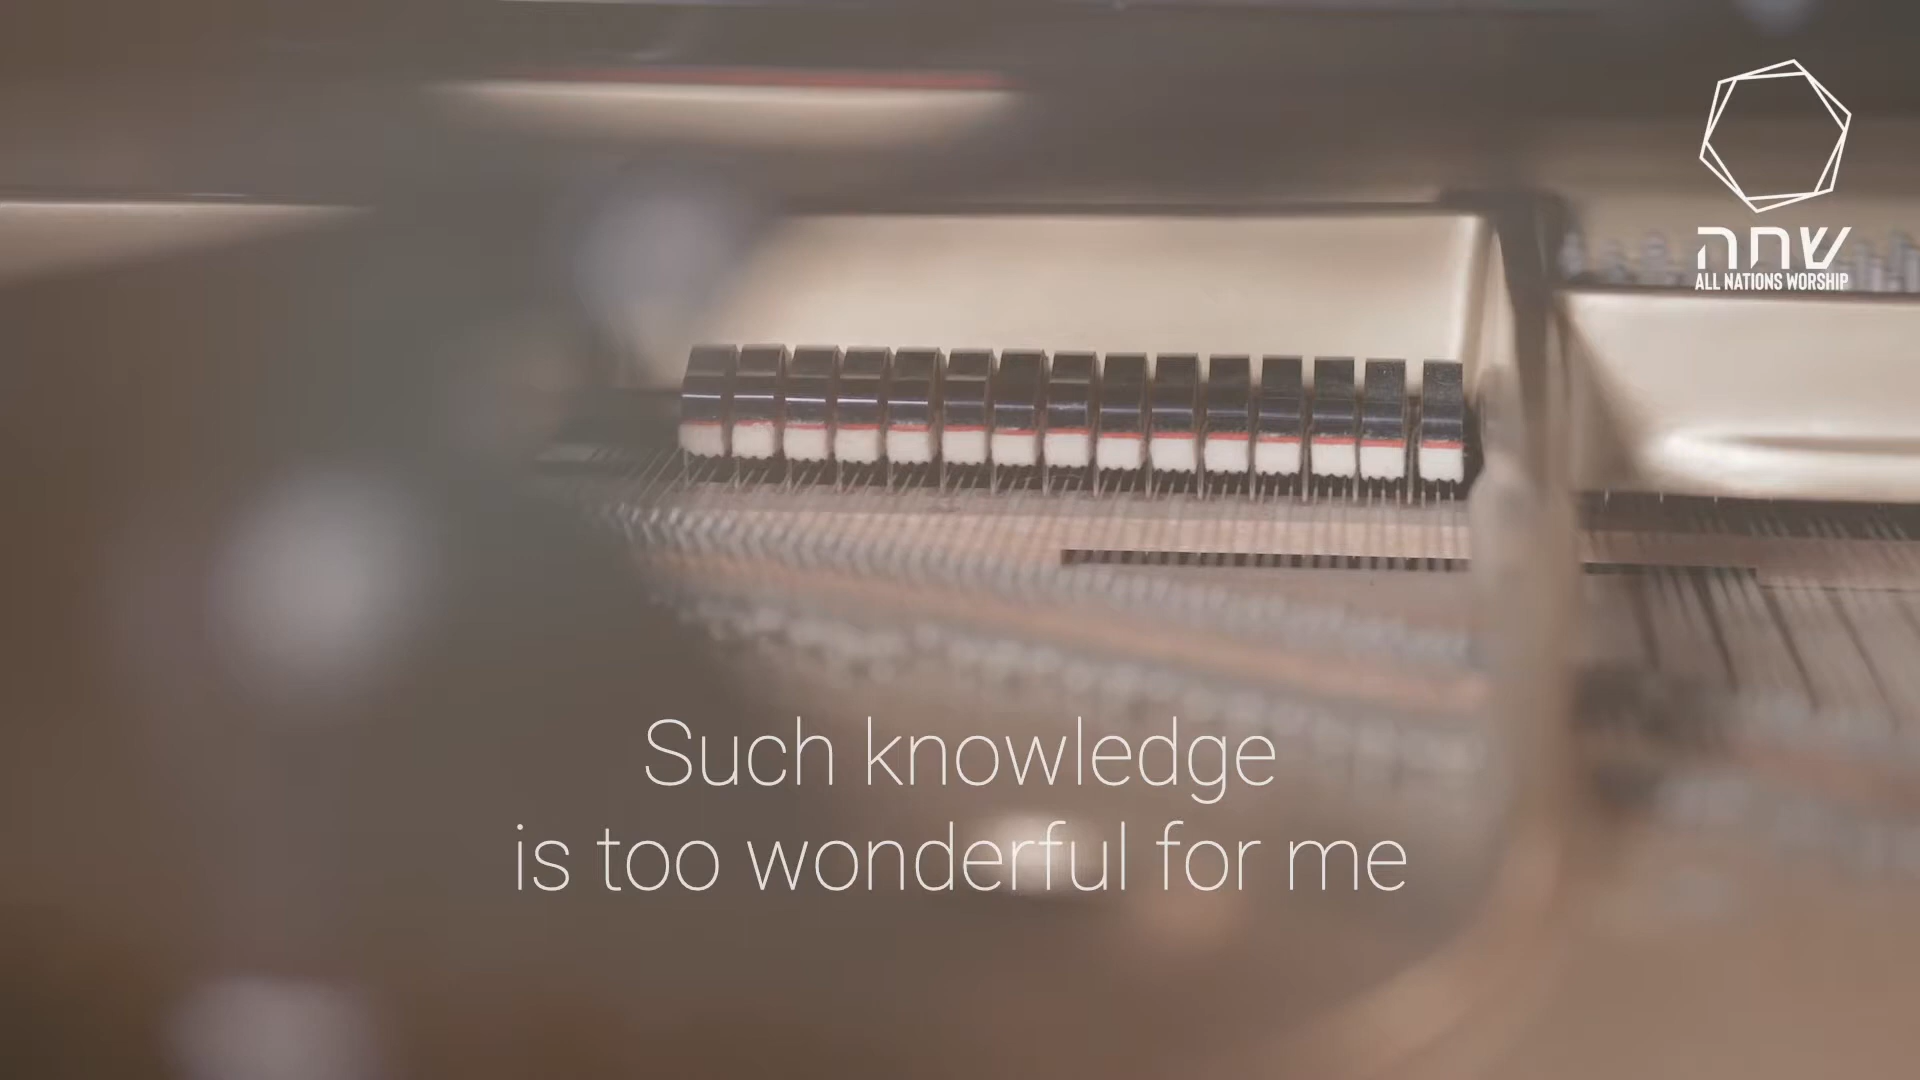 שחה
ALL NATIONS WORSHIP
Such knowledge
is too wonderful for me